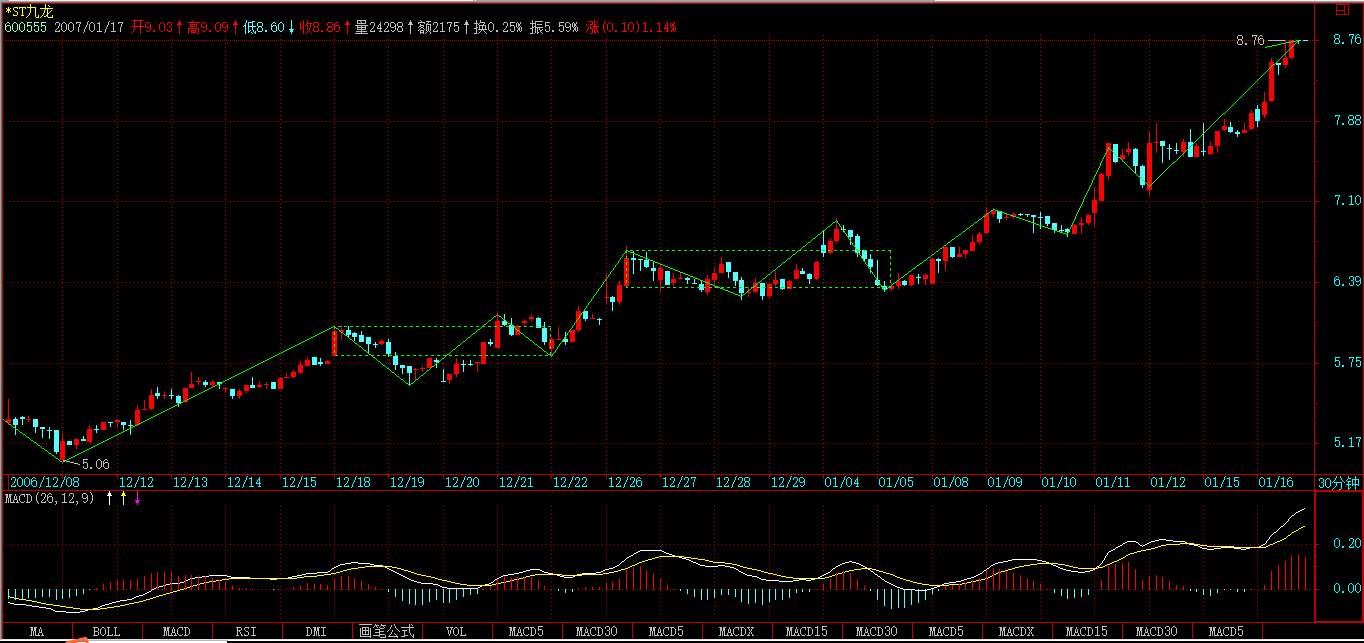 *ST九龙
600555 2007/01/17 开9.03↑高9.09↑低8.60↓收8.86↑量24298↑额2175↑换0.25% 振5.59% 涨(0.10)1.14%
8.76 8.76
7.88
7.10
6.39
5.75
5.17
5.06
2006/12/08 12/12 12/13 12/14 12/15 12/18 12/19 12/20 12/21 12/22 12/26 12/27 12/28 12/29 01/04 01/05 01/08 01/09 01/10 01/11 01/12 01/15 01/16 30分钟
MACD(26,12,9) ↑ ↑ ↓
0.20
0.00
MA BOLL MACD RSI DMI 画笔公式 VOL MACD5 MACD30 MACD5 MACDX MACD15 MACD30 MACD5 MACDX MACD15 MACD30 MACD5